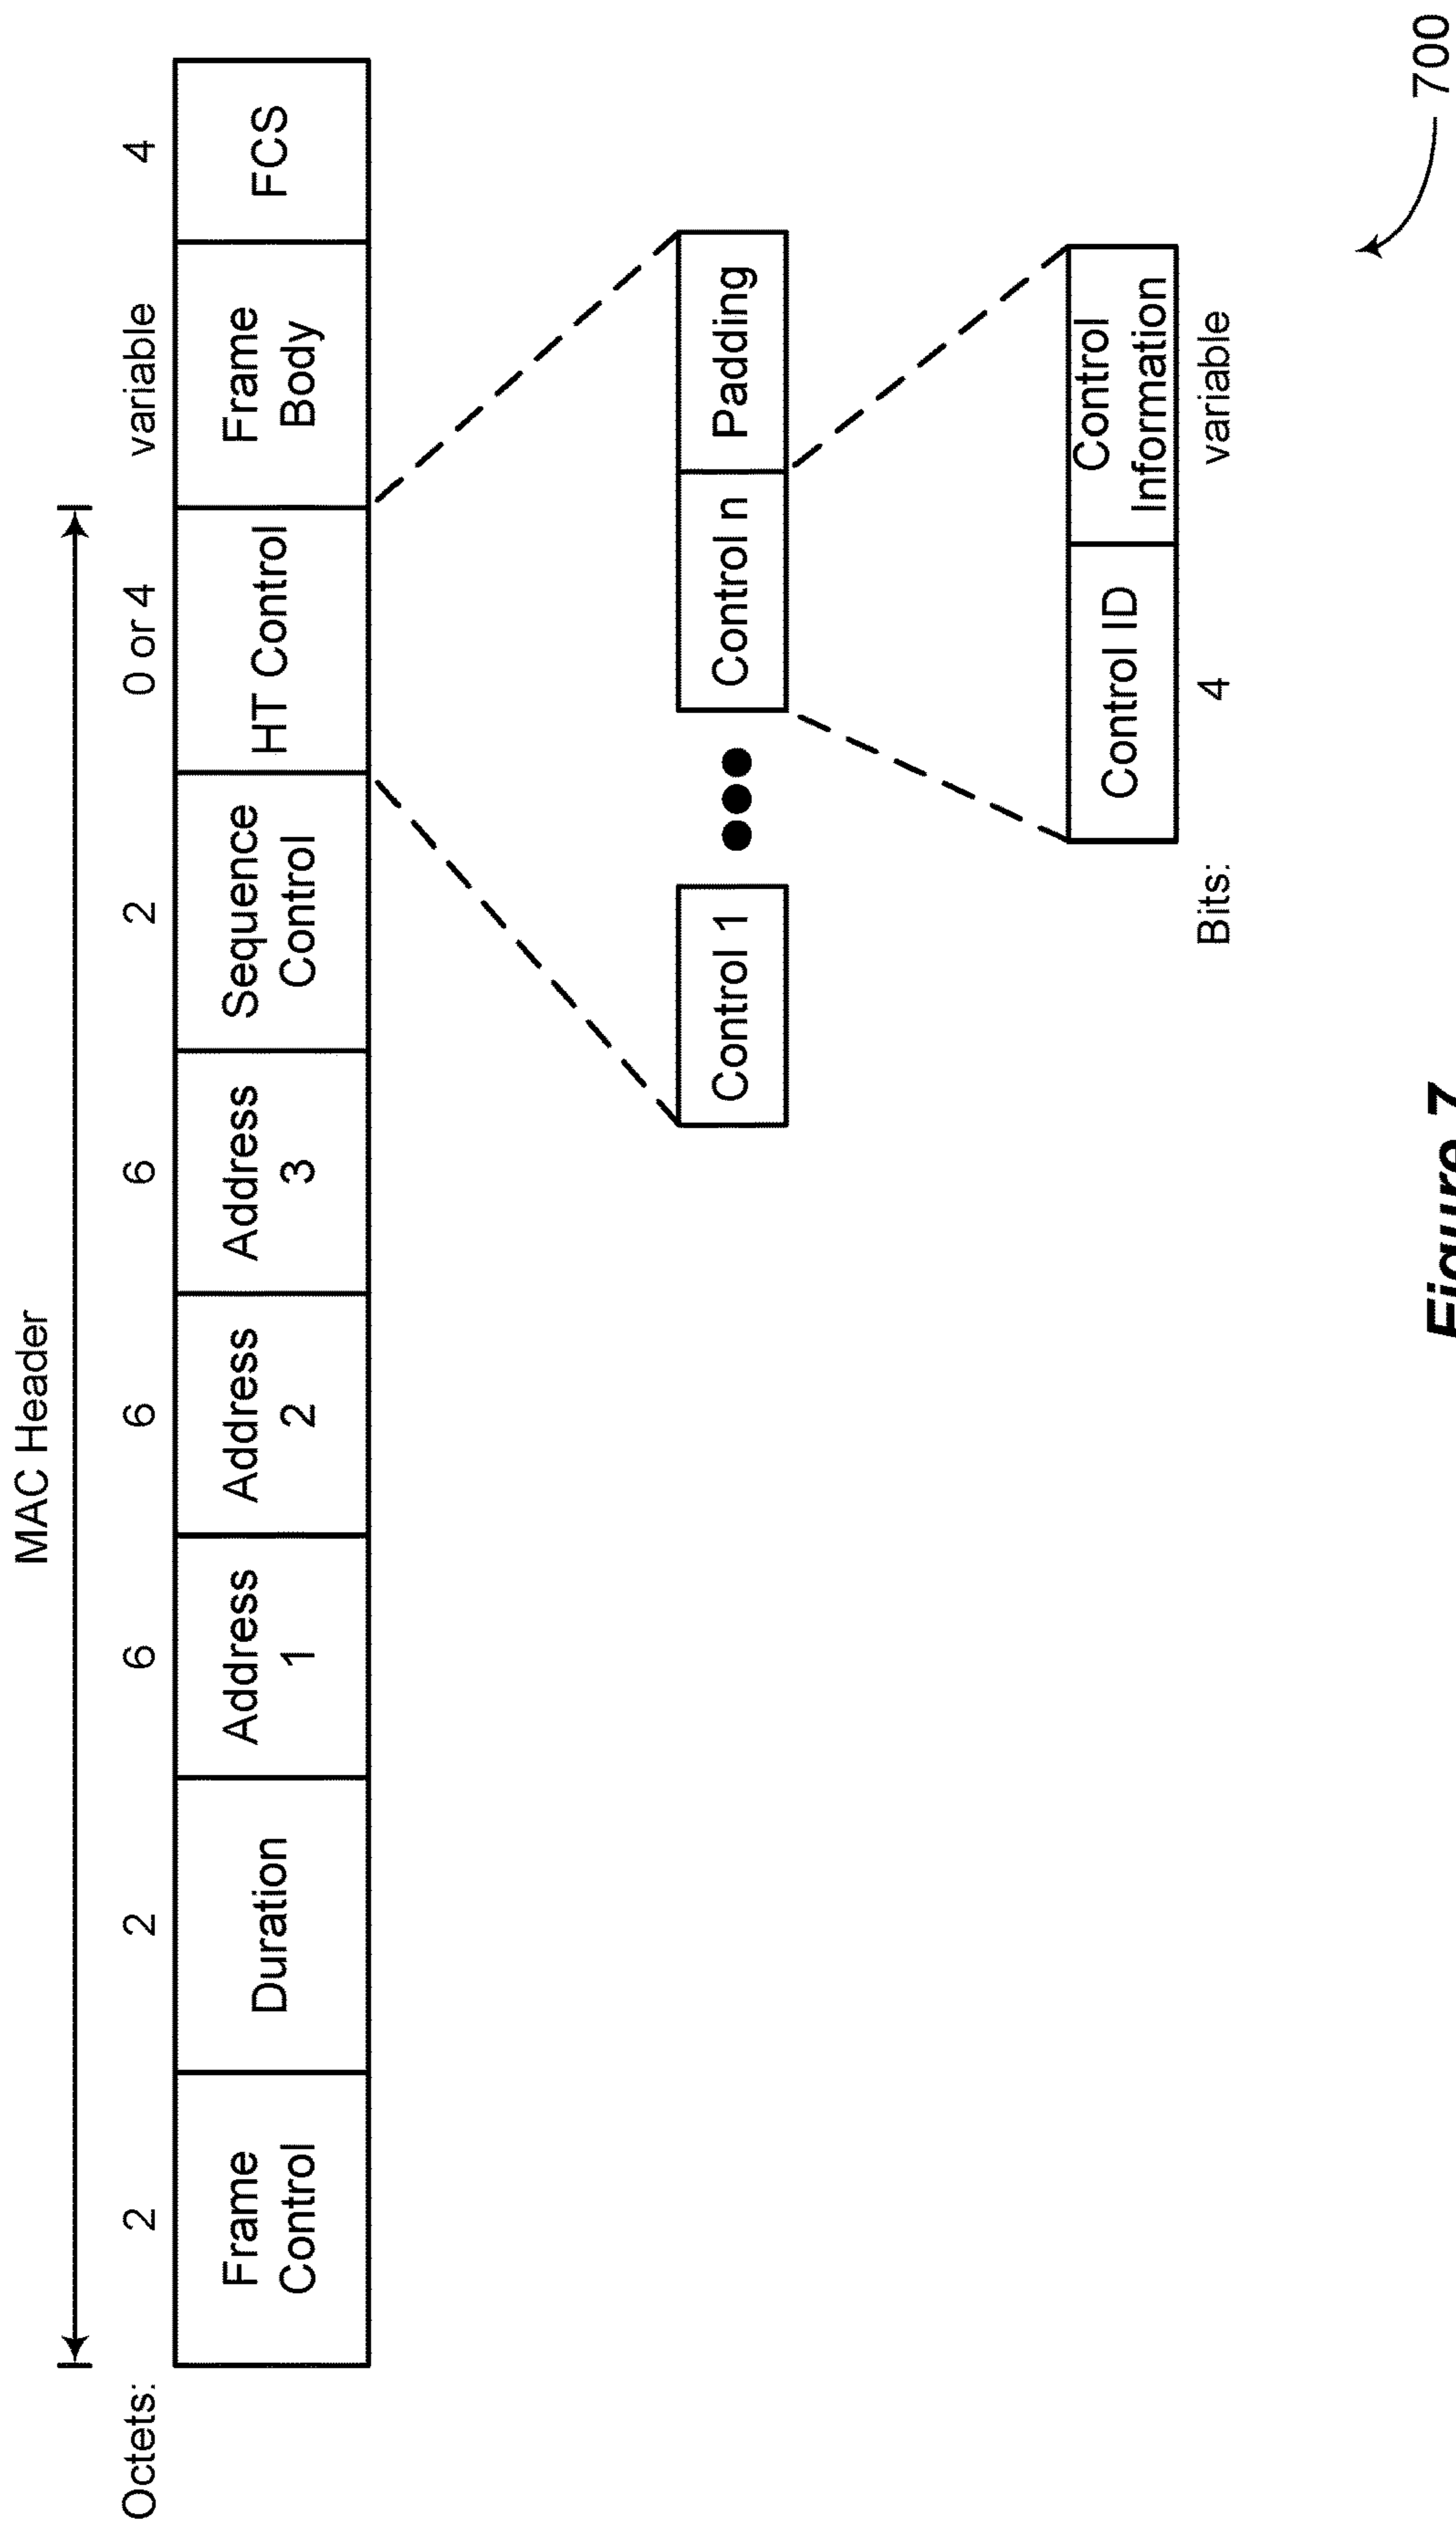 MAC Header
Octets: 2 2 6 6 6 2 0 or 4 variable 4
Frame
Control
Duration
Address
1
Address
2
Address
3
Sequence
Control
HT Control
Frame
Body
FCS
Control 1
Control n
Padding
Control ID
Control
Information
Bits: 4 variable
700
Figure 7